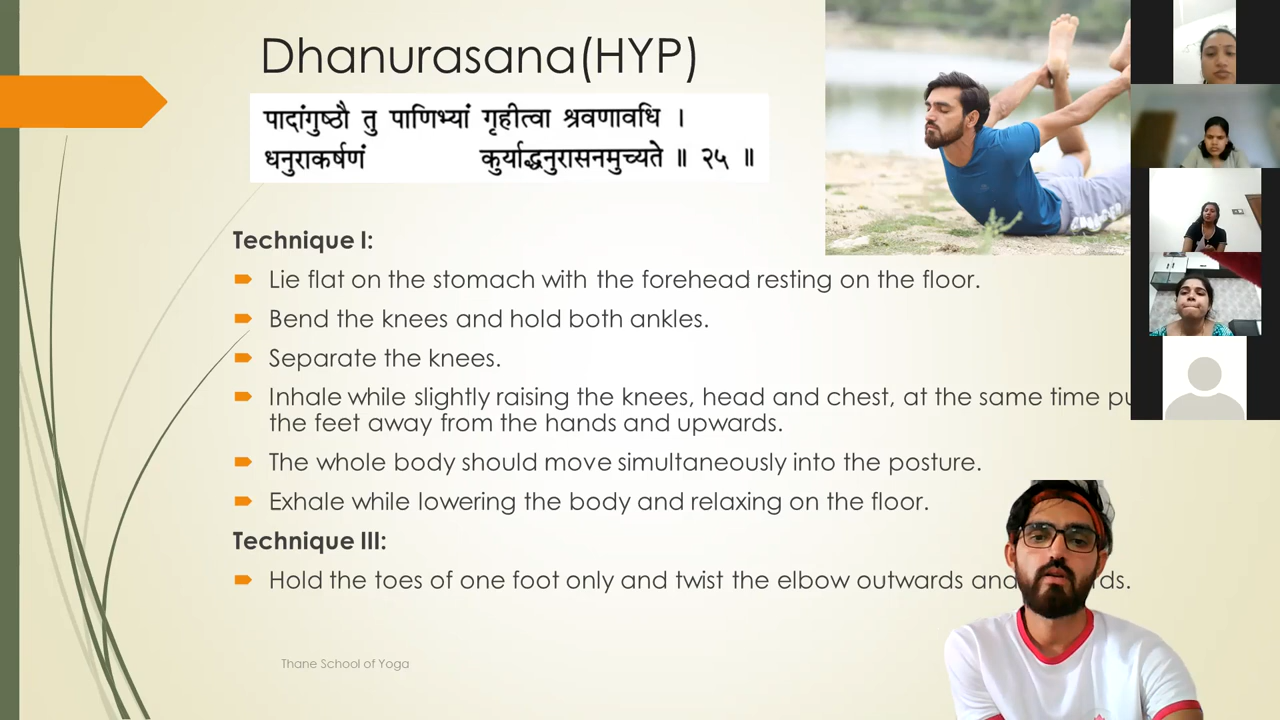 Dhanurasana(HYP)
पादांगुष्ठौ तु पाणिभ्यां गृहीत्वा श्रवणावधि ।
धनुराकर्षणं कुर्याद्धनुरासनमुच्यते ॥ २५ ॥
Technique I:
Lie flat on the stomach with the forehead resting on the floor.
Bend the knees and hold both ankles.
Separate the knees.
Inhale while slightly raising the knees, head and chest, at the same time
the feet away from the hands and upwards.
The whole body should move simultaneously into the posture.
Exhale while lowering the body and relaxing on the floor.
Technique III:
Hold the toes of one foot only and twist the elbow outwards and
Thane School of Yoga